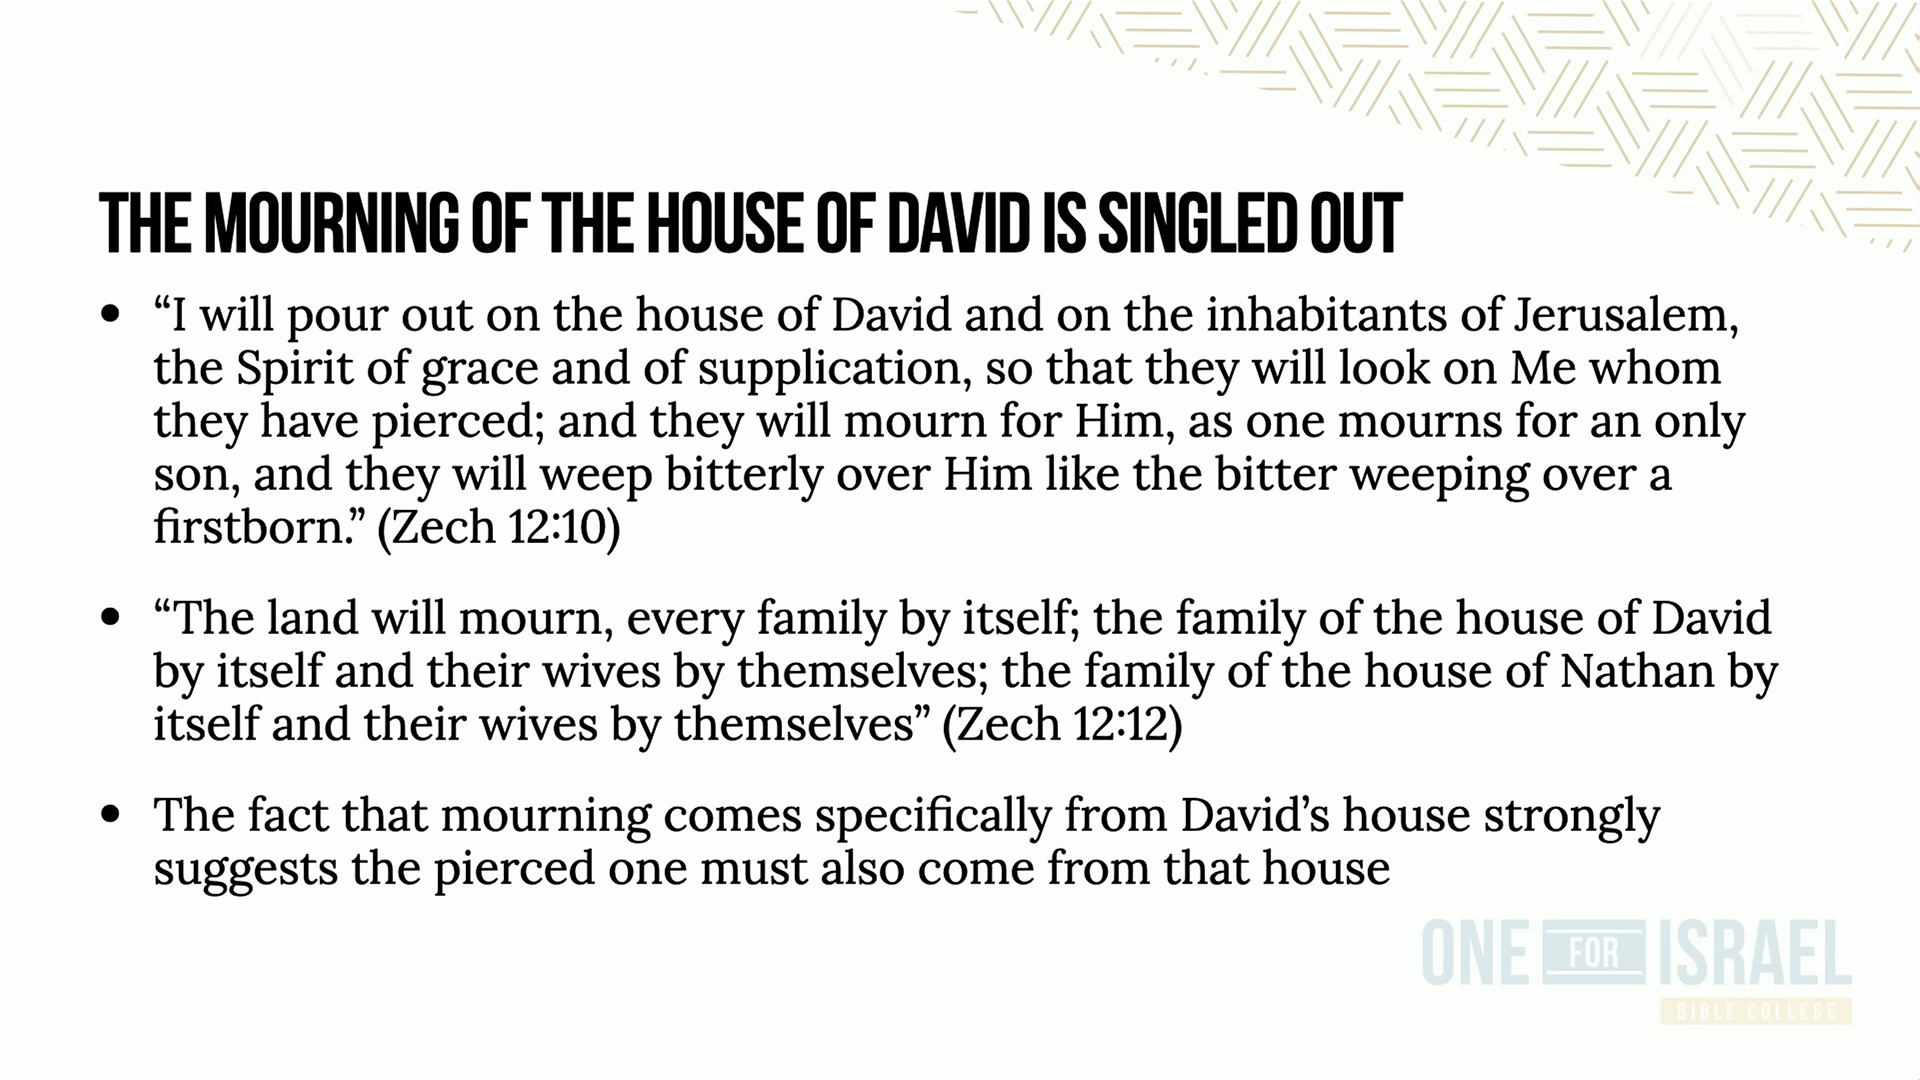 THE MOURNING OF THE HOUSE OF DAVID IS SINGLED OUT
• “I will pour out on the house of David and on the inhabitants of Jerusalem,
the Spirit of grace and of supplication, so that they will look on Me whom
they have pierced; and they will mourn for Him, as one mourns for an only
son, and they will weep bitterly over Him like the bitter weeping over a
firstborn.” (Zech 12:10)
• “The land will mourn, every family by itself; the family of the house of David
by itself and their wives by themselves; the family of the house of Nathan by
itself and their wives by themselves” (Zech 12:12)
• The fact that mourning comes specifically from David’s house strongly
suggests the pierced one must also come from that house
ONE FOR ISRAEL
BIBLE COLLEGE